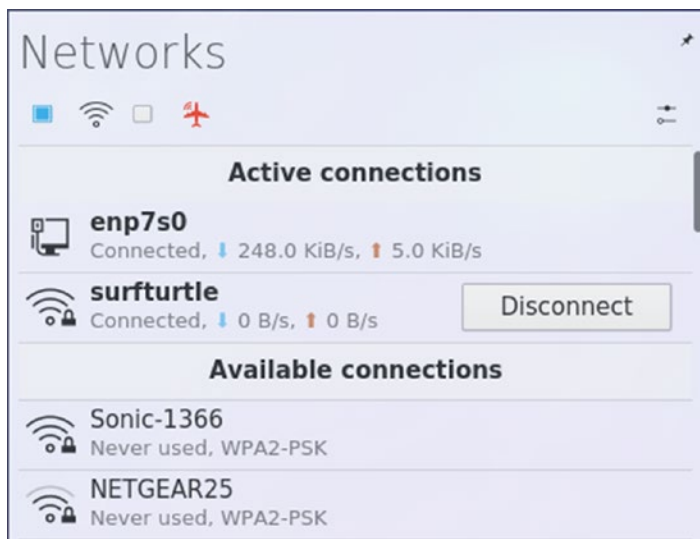 Networks
Active connections
enp7s0
Connected, ⬇ 248.0 KiB/s, ⬆ 5.0 KiB/s
surfturtle
Connected, ⬇ 0 B/s, ⬆ 0 B/s
Disconnect
Available connections
Sonic-1366
Never used, WPA2-PSK
NETGEAR25
Never used, WPA2-PSK